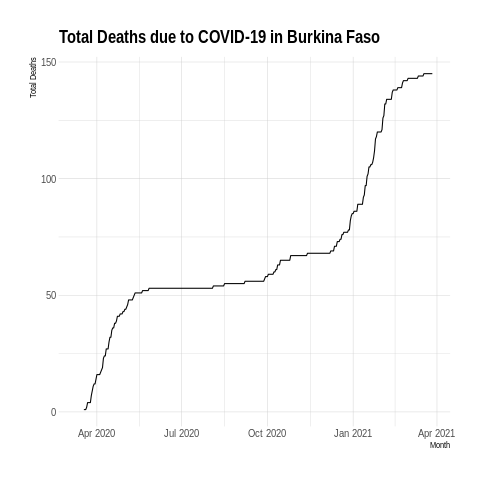 Total Deaths due to COVID-19 in Burkina Faso
Total Deaths
150
100
50
0
Apr 2020 Jul 2020 Oct 2020 Jan 2021 Apr 2021
Month